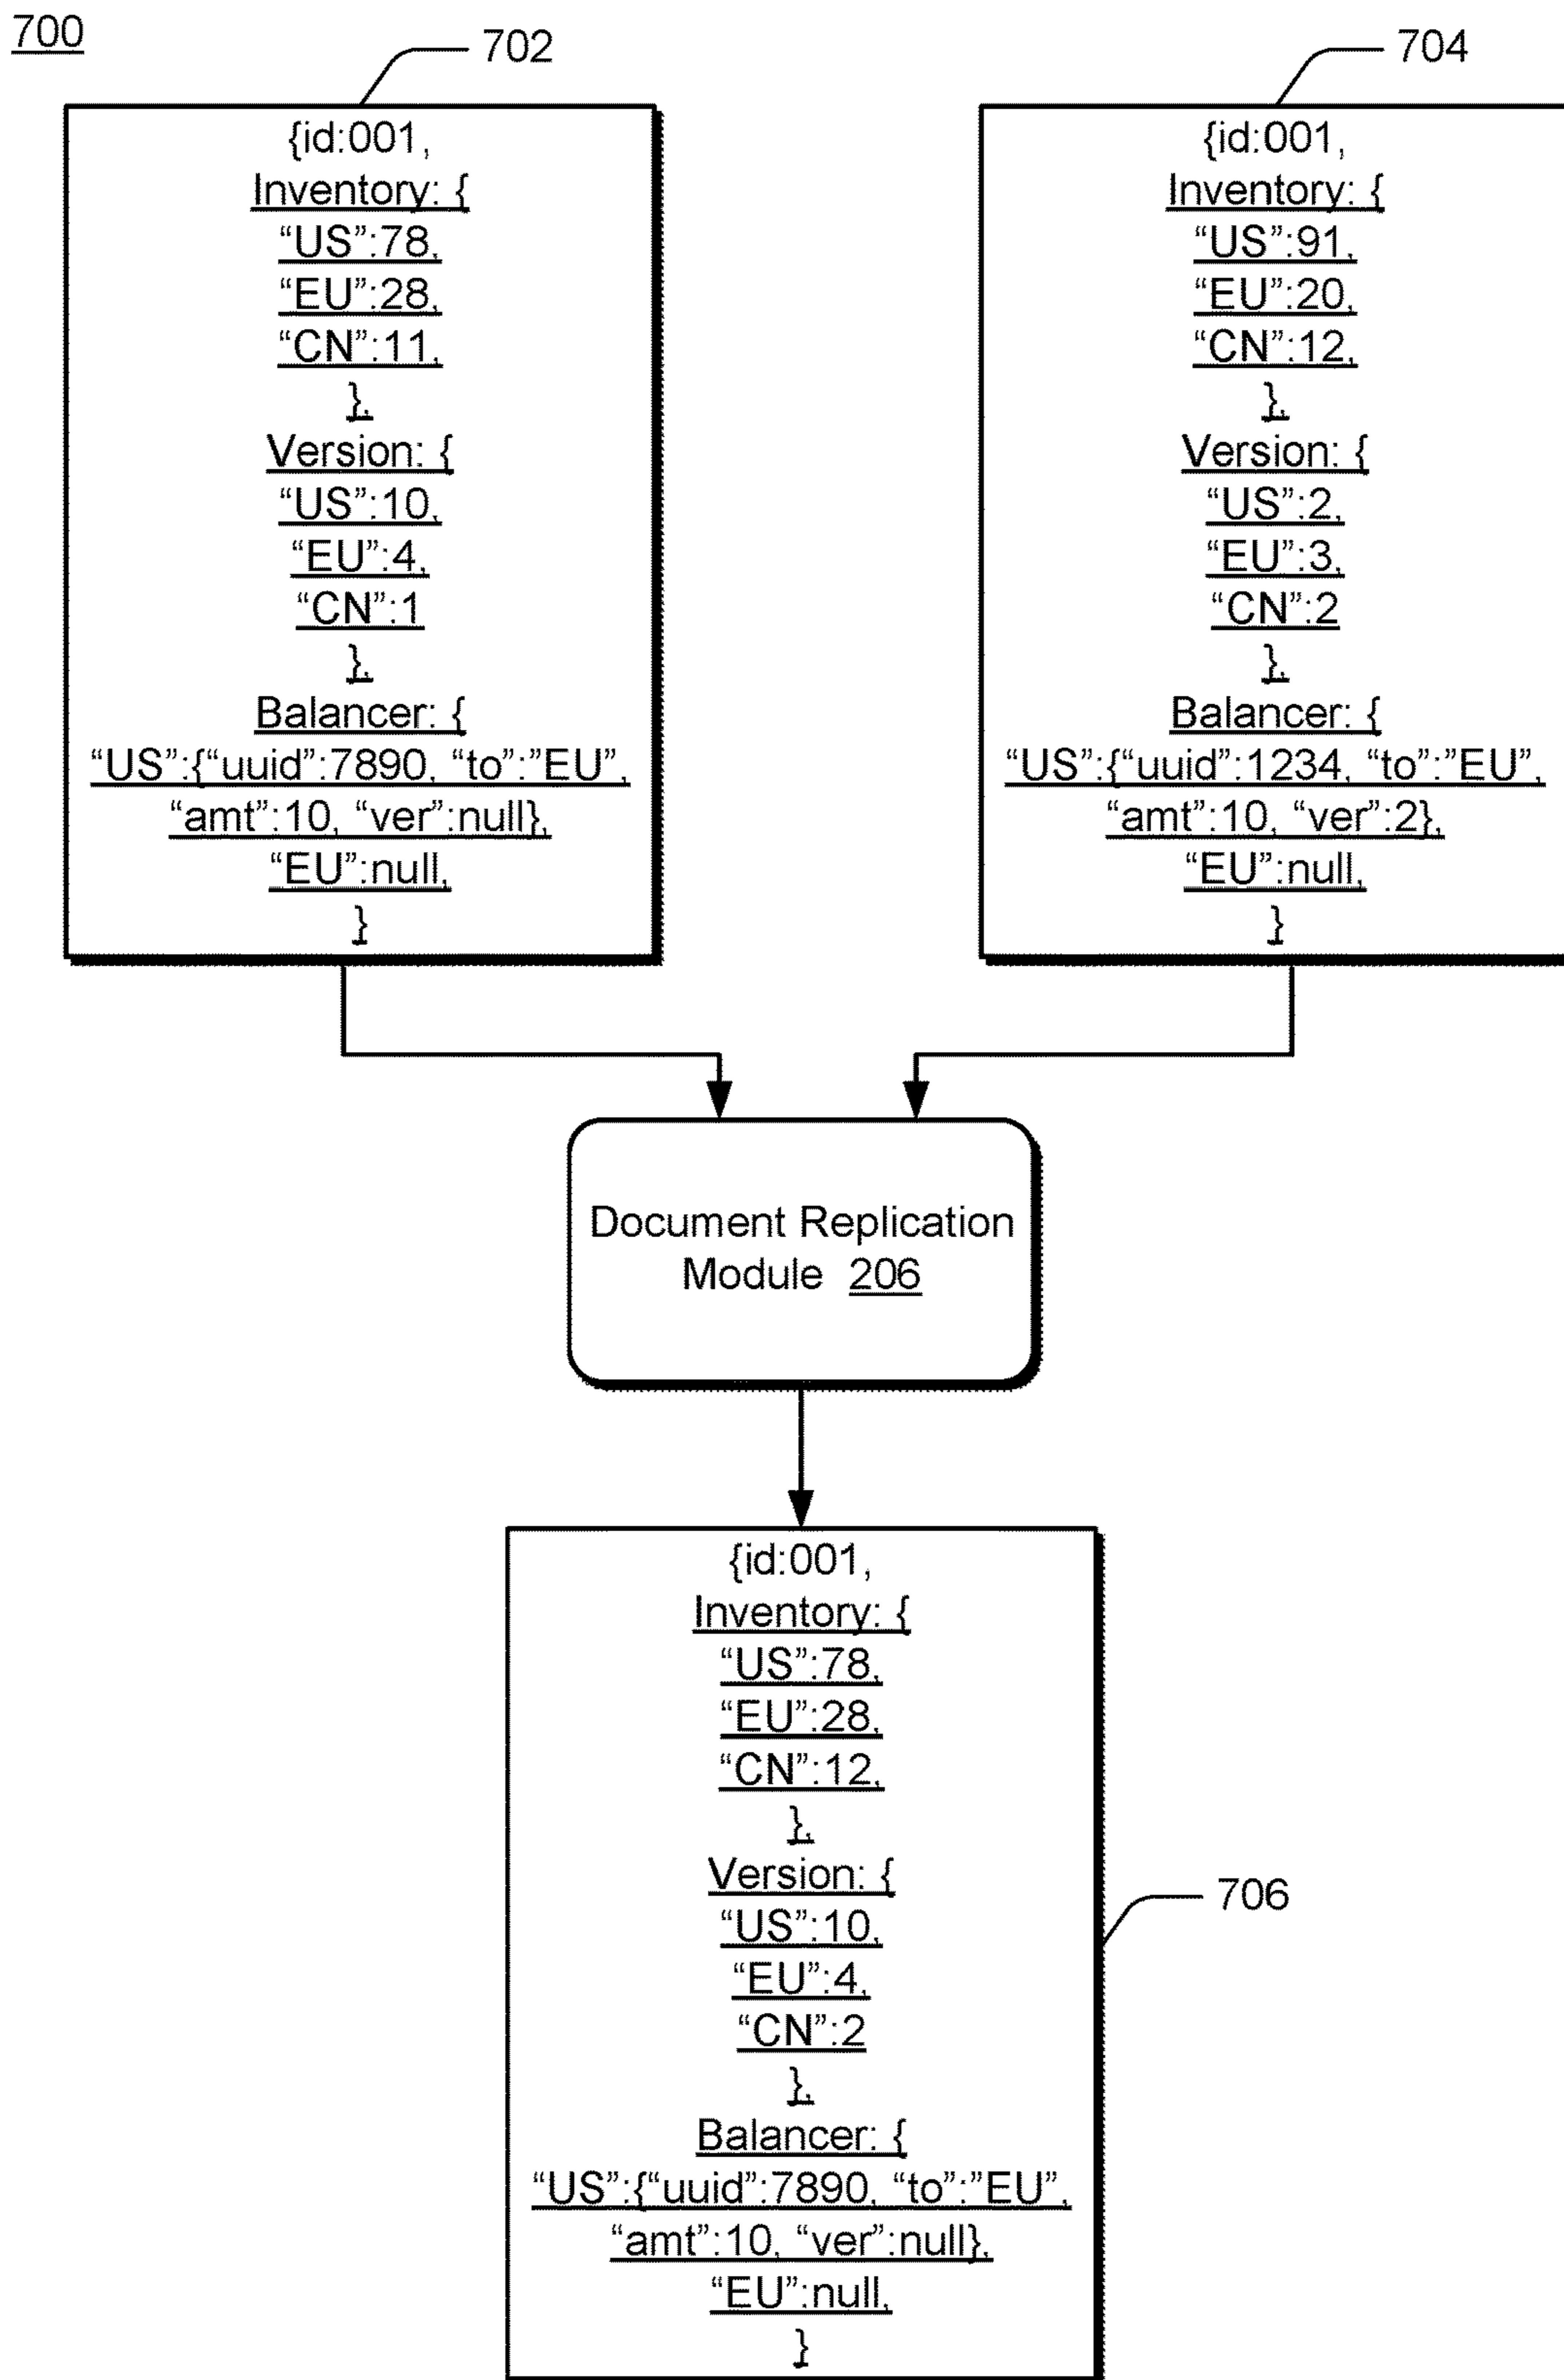 700
702
{id:001,
Inventory: {
“US”:78,
“EU”:28,
“CN”:11,
},
Version: {
“US”:10,
“EU”:4,
“CN”:1
},
Balancer: {
“US”:{“uuid”:7890, “to”:”EU”,
“amt”:10, “ver”:null},
“EU”:null,
}
704
{id:001,
Inventory: {
“US”:91,
“EU”:20,
“CN”:12,
},
Version: {
“US”:2,
“EU”:3,
“CN”:2
},
Balancer: {
“US”:{“uuid”:1234, “to”:”EU”,
“amt”:10, “ver”:2},
“EU”:null,
}
Document Replication
Module 206
{id:001,
Inventory: {
“US”:78,
“EU”:28,
“CN”:12,
},
Version: {
“US”:10,
“EU”:4,
“CN”:2
},
Balancer: {
“US”:{“uuid”:7890, “to”:”EU”,
“amt”:10, “ver”:null},
“EU”:null,
}
706